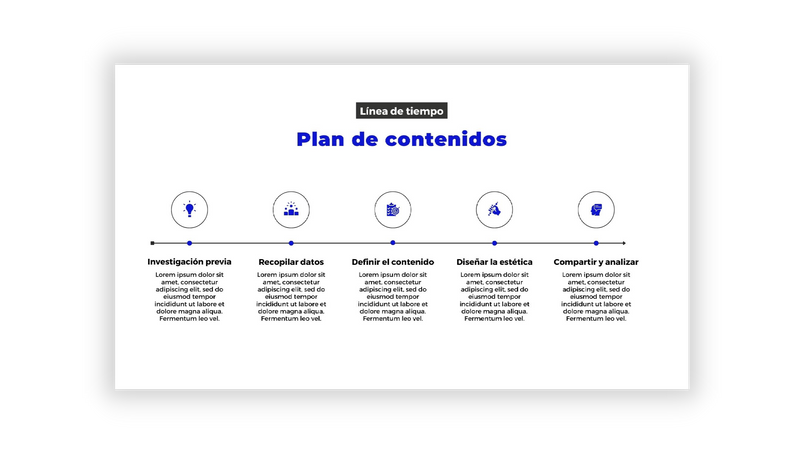 Línea de tiempo
Plan de contenidos
Investigación previa
Lorem ipsum dolor sit
amet, consectetur
adipiscing elit, sed do
eiusmod tempor
incididunt ut labore et
dolore magna aliqua.
Fermentum leo vel.
Recopilar datos
Lorem ipsum dolor sit
amet, consectetur
adipiscing elit, sed do
eiusmod tempor
incididunt ut labore et
dolore magna aliqua.
Fermentum leo vel.
Definir el contenido
Lorem ipsum dolor sit
amet, consectetur
adipiscing elit, sed do
eiusmod tempor
incididunt ut labore et
dolore magna aliqua.
Fermentum leo vel.
Diseñar la estética
Lorem ipsum dolor sit
amet, consectetur
adipiscing elit, sed do
eiusmod tempor
incididunt ut labore et
dolore magna aliqua.
Fermentum leo vel.
Compartir y analizar
Lorem ipsum dolor sit
amet, consectetur
adipiscing elit, sed do
eiusmod tempor
incididunt ut labore et
dolore magna aliqua.
Fermentum leo vel.